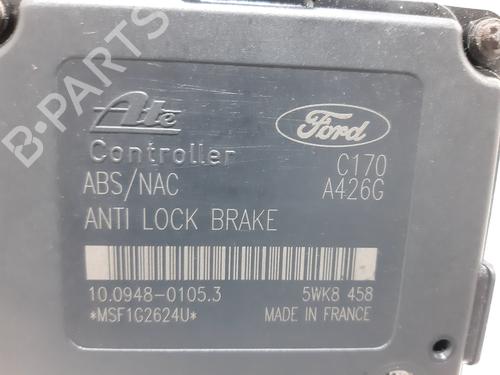 B-PARTS
Ate
Ford
Controller
C170
ABS/NAC
A426G
ANTI LOCK BRAKE
10.0948-0105.3
5WK8 458
*MSF1G2624U*
MADE IN FRANCE